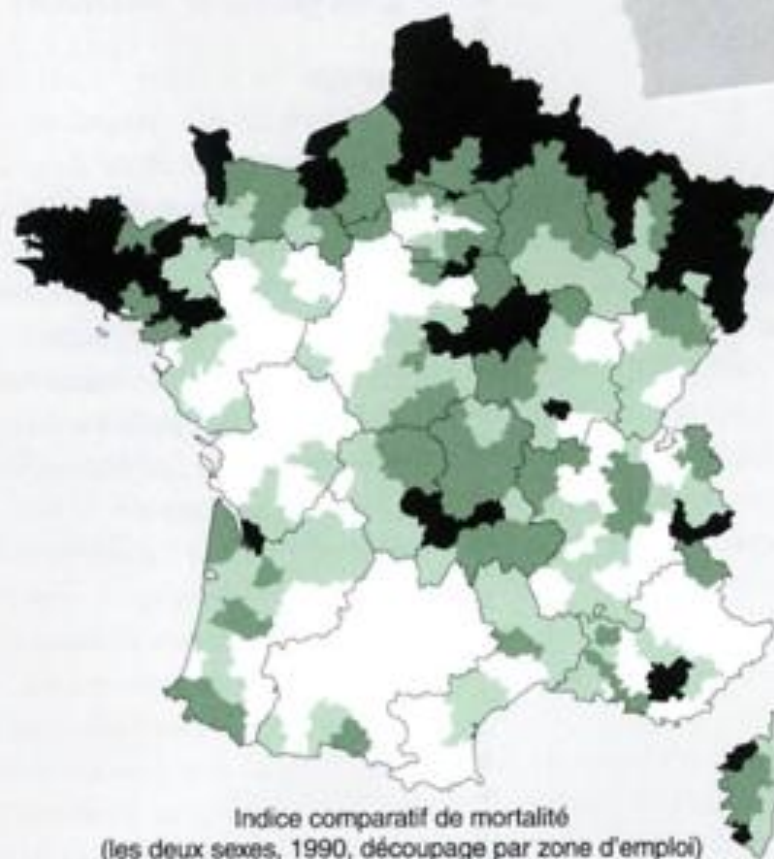 Indice comparatif de mortalité
(les deux sexes, 1990, découpage par zone d'emploi)